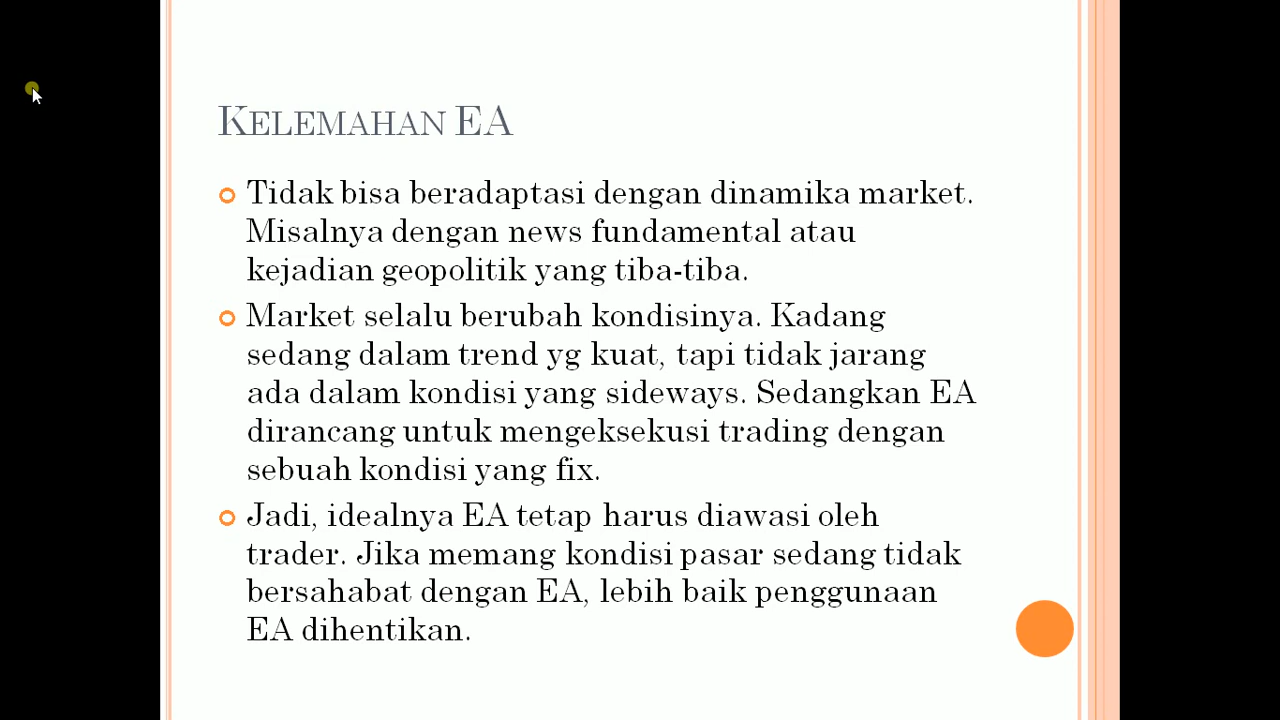 KELEMAHAN EA
Tidak bisa beradaptasi dengan dinamika market.
Misalnya dengan news fundamental atau
kejadian geopolitik yang tiba-tiba.
Market selalu berubah kondisinya. Kadang
sedang dalam trend yg kuat, tapi tidak jarang
ada dalam kondisi yang sideways. Sedangkan EA
dirancang untuk mengeksekusi trading dengan
sebuah kondisi yang fix.
Jadi, idealnya EA tetap harus diawasi oleh
trader. Jika memang kondisi pasar sedang tidak
bersahabat dengan EA, lebih baik penggunaan
EA dihentikan.